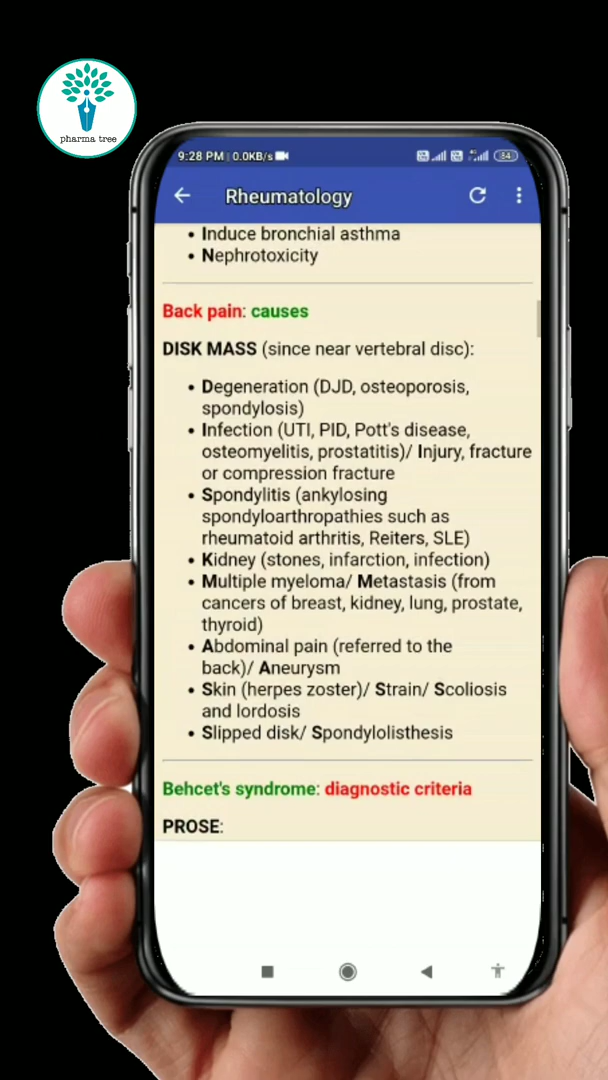 pharma tree
9:28 PM | 0.0KB/s
84
Rheumatology
• Induce bronchial asthma
• Nephrotoxicity
Back pain: causes
DISK MASS (since near vertebral disc):
• Degeneration (DJD, osteoporosis,
spondylosis)
• Infection (UTI, PID, Pott's disease,
osteomyelitis, prostatitis)/ Injury, fracture
or compression fracture
• Spondylitis (ankylosing
spondyloarthropathies such as
rheumatoid arthritis, Reiters, SLE)
• Kidney (stones, infarction, infection)
• Multiple myeloma/ Metastasis (from
cancers of breast, kidney, lung, prostate,
thyroid)
• Abdominal pain (referred to the
back)/ Aneurysm
• Skin (herpes zoster)/ Strain/ Scoliosis
and lordosis
• Slipped disk/ Spondylolisthesis
Behcet's syndrome: diagnostic criteria
PROSE: